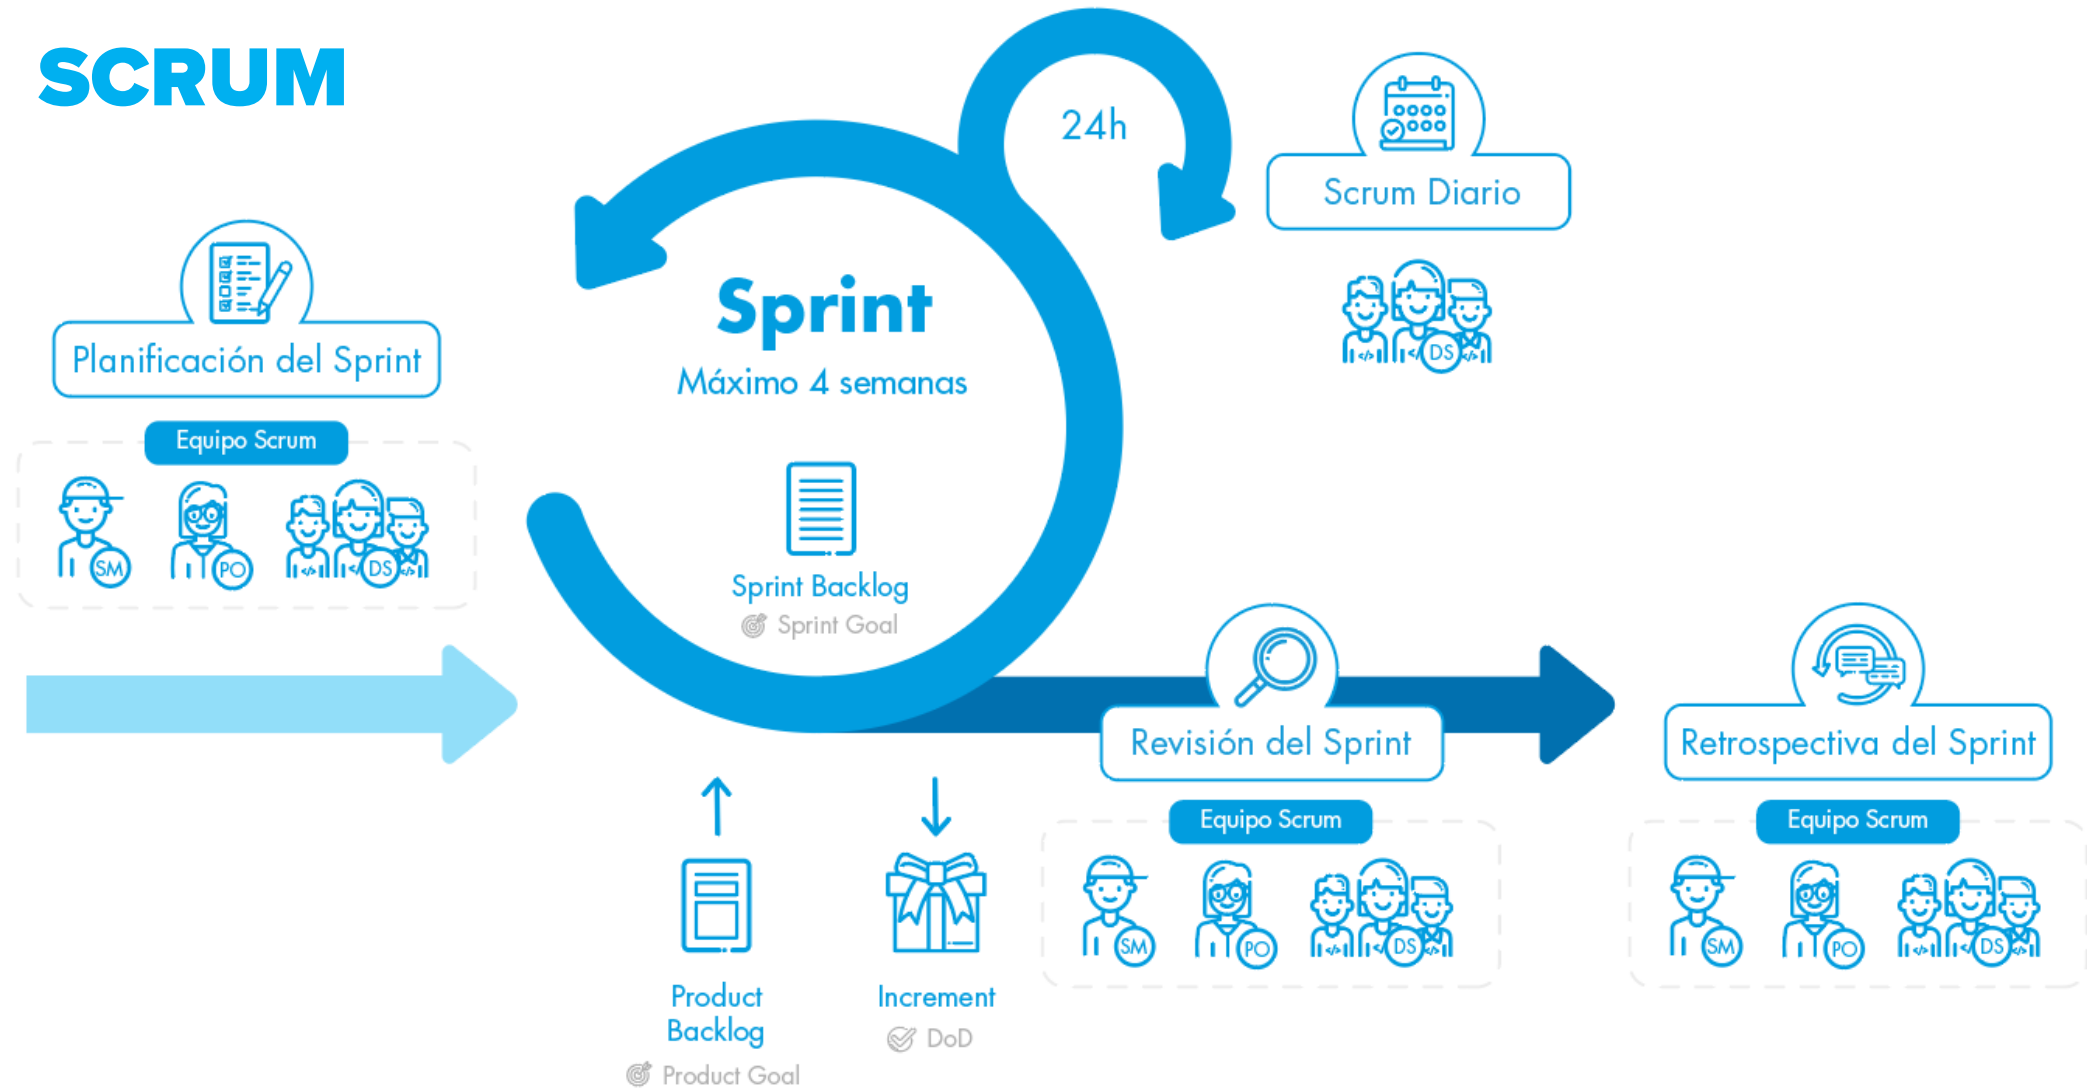 SCRUM
24h
Scrum Diario
DS
Planificación del Sprint
Equipo Scrum
SM
PO
DS
Sprint
Máximo 4 semanas
Sprint Backlog
Sprint Goal
Revisión del Sprint
Equipo Scrum
SM
PO
DS
Retrospectiva del Sprint
Equipo Scrum
SM
PO
DS
Product
Backlog
Product Goal
Increment
DoD